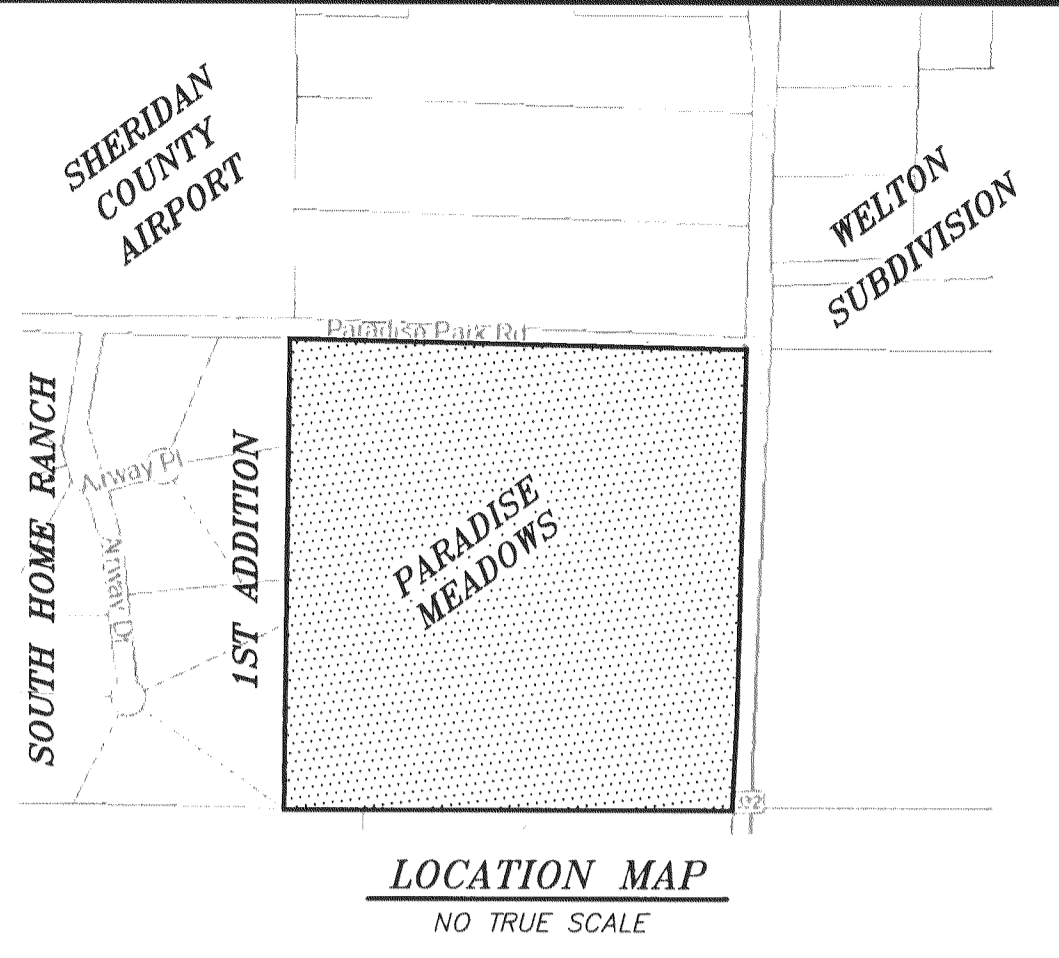 SHERIDAN
COUNTY
AIRPORT
WELTON
SUBDIVISION
Paradise Park Rd
SOUTH HOME RANCH
1ST ADDITION
Airway Pl
Airway Dr
PARADISE
MEADOWS
LOCATION MAP
NO TRUE SCALE